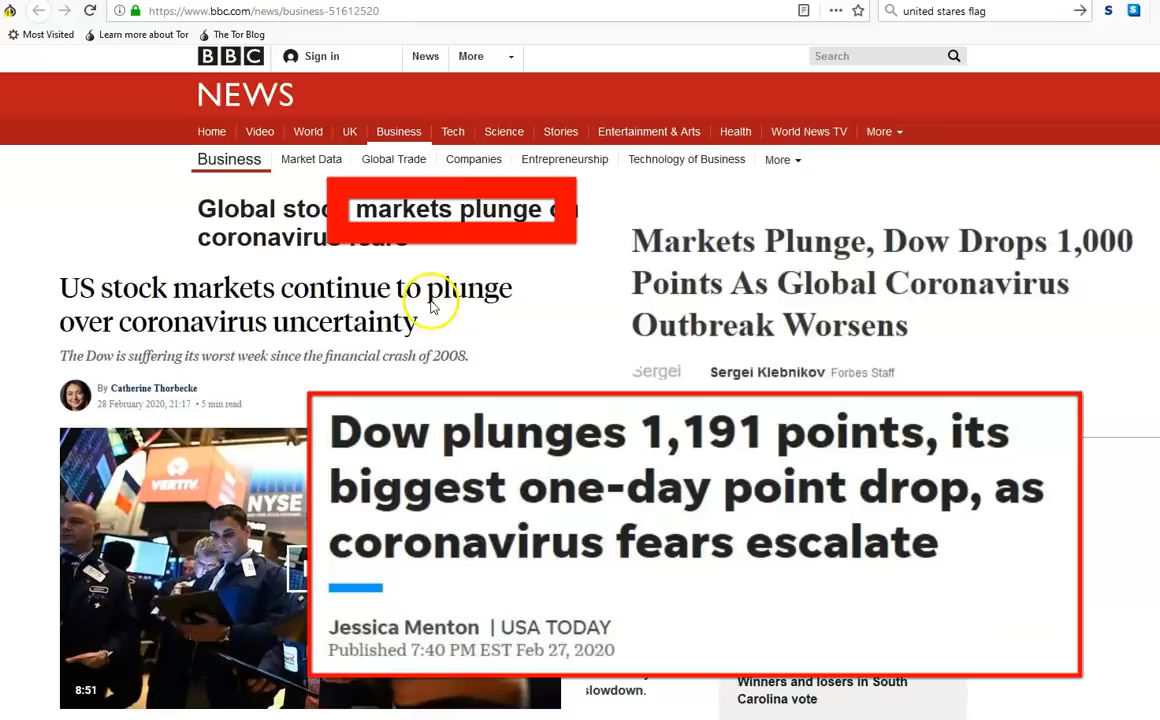 https://www.bbc.com/news/business-51612520
united stares flag
Most Visited
Learn more about Tor
The Tor Blog
BBC
Sign in
News
More
Search
NEWS
Home
Video
World
UK
Business
Tech
Science
Stories
Entertainment & Arts
Health
World News TV
More
Business
Market Data
Global Trade
Companies
Entrepreneurship
Technology of Business
More
Global markets plunge
coronavirus
US stock markets continue to plunge
over coronavirus uncertainty
The Dow is suffering its worst week since the financial crash of 2008.
By Catherine Thorbecke
28 February 2020, 21:17 • 5 min read
VERTIV
NYSE
8:51
Markets Plunge, Dow Drops 1,000
Points As Global Coronavirus
Outbreak Worsens
Sergei Sergei Klebnikov Forbes Staff
Dow plunges 1,191 points, its
biggest one-day point drop, as
coronavirus fears escalate
Jessica Menton | USA TODAY
Published 7:40 PM EST Feb 27, 2020
slowdown.
Winners and losers in South
Carolina vote